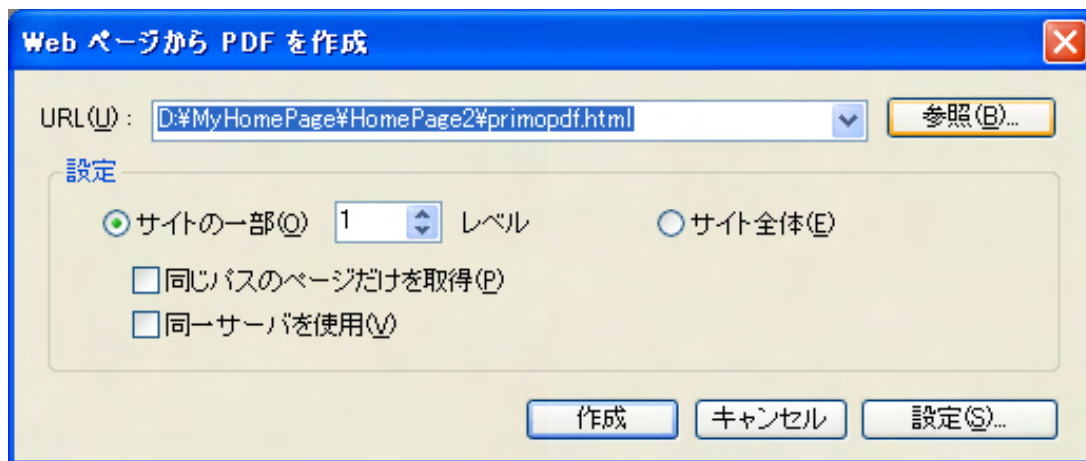 Web ページから PDF を作成
URL(U) : D:¥MyHomePage¥HomePage2¥primopdf.html 参照(B)...
設定
サイトの一部(O) 1 レベル サイト全体(E)
同じパスのページだけを取得(P)
同一サーバを使用(V)
作成 キャンセル 設定(S)...